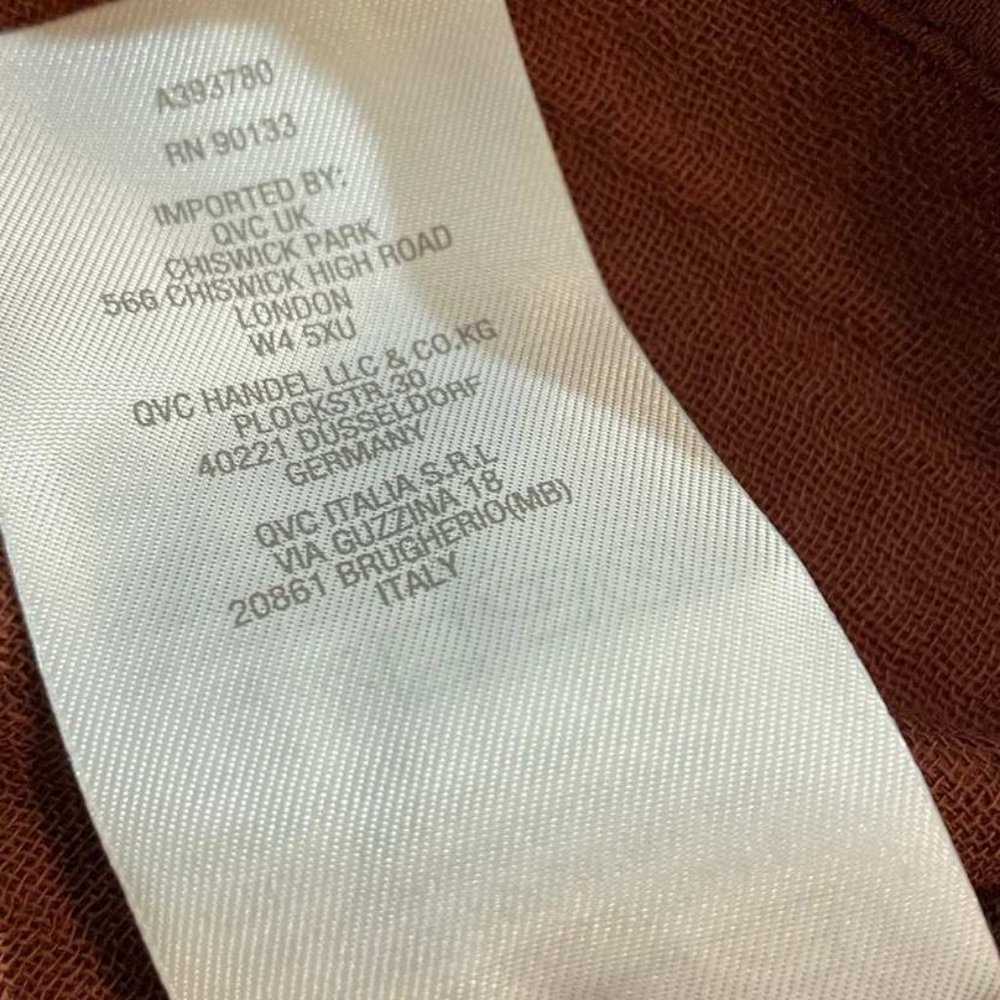 A393780
RN 90133
IMPORTED BY:
QVC UK
CHISWICK PARK
566 CHISWICK HIGH ROAD
LONDON
W4 5XU
QVC HANDEL LLC & CO.KG
PLOCKSTR.30
40221 DUSSELDORF
GERMANY
QVC ITALIA S.R.L
VIA GUZZINA 18
20861 BRUGHERIO(MB)
ITALY